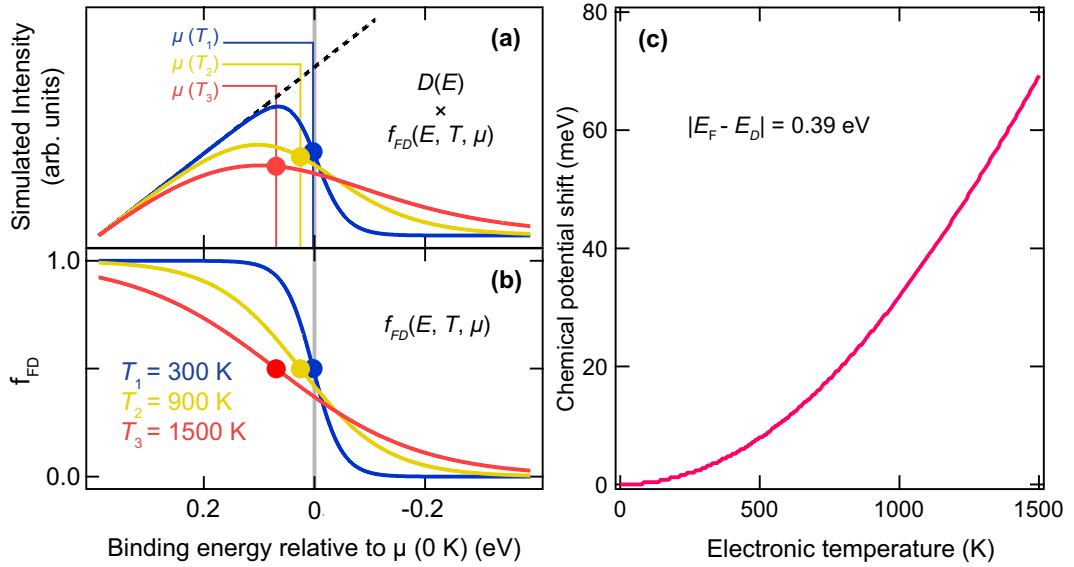 (a)
μ (T1)
μ (T2)
μ (T3)
D(E)
×
fFD(E, T, μ)
Simulated Intensity
(arb. units)
(b)
1.0
0.0
fFD
fFD(E, T, μ)
T1 = 300 K
T2 = 900 K
T3 = 1500 K
0.2
0
-0.2
Binding energy relative to μ (0 K) (eV)
(c)
|EF - ED| = 0.39 eV
80
60
40
20
0
Chemical potential shift (meV)
0
500
1000
1500
Electronic temperature (K)